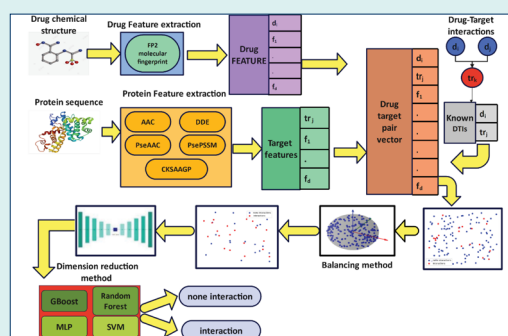 Drug chemical
structure
Drug Feature extraction
FP2
molecular
fingerprint
Drug
FEATURE
di
f1
.
.
fd
Drug-Target
interactions
trk
Known
DTIs
di
trj
Protein sequence
Protein Feature extraction
AAC
DDE
PseAAC
PsePSSM
CKSAAGP
Target
features
trj
f1
.
fd
Drug
target pair
vector
di
trj
f1
.
.
.
fd
Balancing method
Dimension reduction
method
GBoost
Random
Forest
MLP
SVM
none interaction
interaction